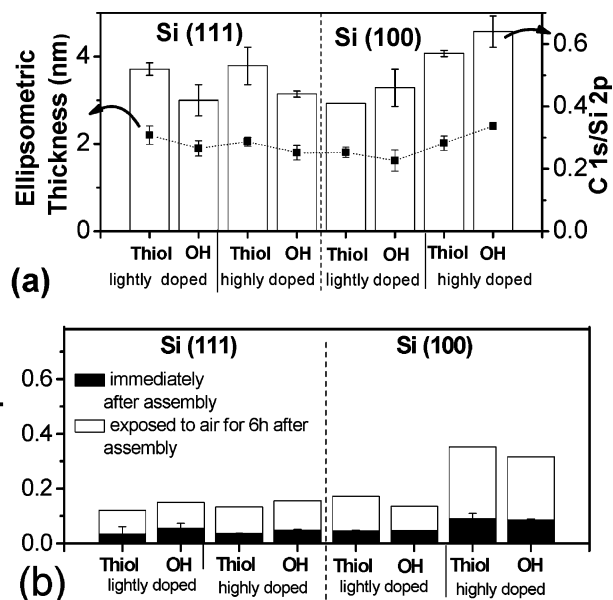 Si (111)
Si (100)
Ellipsometric
Thickness (nm)
4
2
0
0.6
0.4
0.2
0.0
C 1s/Si 2p
Thiol OH Thiol OH Thiol OH Thiol OH
lightly doped highly doped lightly doped highly doped
(a)
Si (111)
Si (100)
0.6
0.4
0.2
0.0
immediately
after assembly
exposed to air for 6h after
assembly
Thiol OH Thiol OH Thiol OH Thiol OH
lightly doped highly doped lightly doped highly doped
(b)